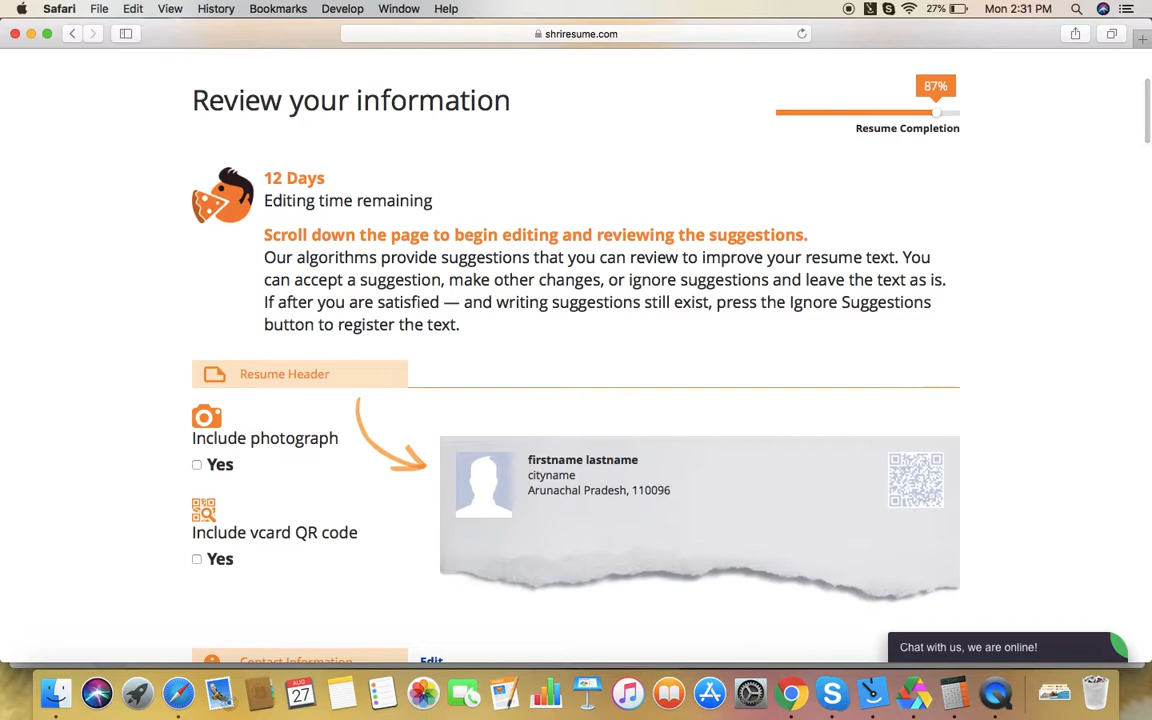 Safari File Edit View History Bookmarks Develop Window Help 27% Mon 2:31 PM
shriresume.com
Review your information
87%
Resume Completion
12 Days
Editing time remaining
Scroll down the page to begin editing and reviewing the suggestions.
Our algorithms provide suggestions that you can review to improve your resume text. You
can accept a suggestion, make other changes, or ignore suggestions and leave the text as is.
If after you are satisfied — and writing suggestions still exist, press the Ignore Suggestions
button to register the text.
Resume Header
Include photograph
Yes
firstname lastname
cityname
Arunachal Pradesh, 110096
Include vcard QR code
Yes
Contact Information Edit
Chat with us, we are online!
AUG
27